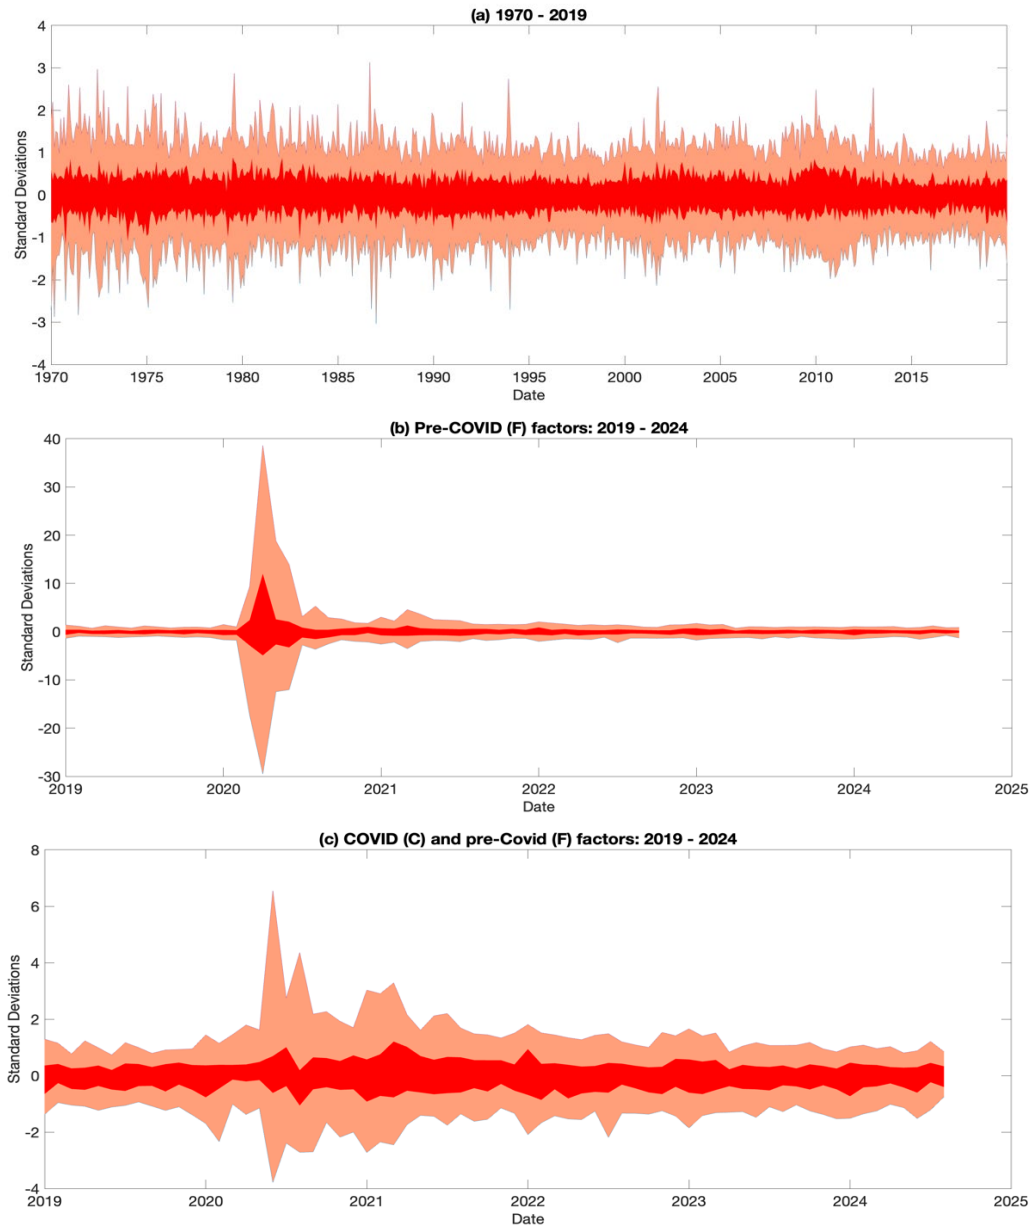 (a) 1970 - 2019
4
3
2
1
0
-1
-2
-3
-4
Standard Deviations
1970 1975 1980 1985 1990 1995 2000 2005 2010 2015
Date
(b) Pre-COVID (F) factors: 2019 - 2024
40
30
20
10
0
-10
-20
-30
Standard Deviations
2019 2020 2021 2022 2023 2024 2025
Date
(c) COVID (C) and pre-Covid (F) factors: 2019 - 2024
8
6
4
2
0
-2
-4
Standard Deviations
2019 2020 2021 2022 2023 2024 2025
Date